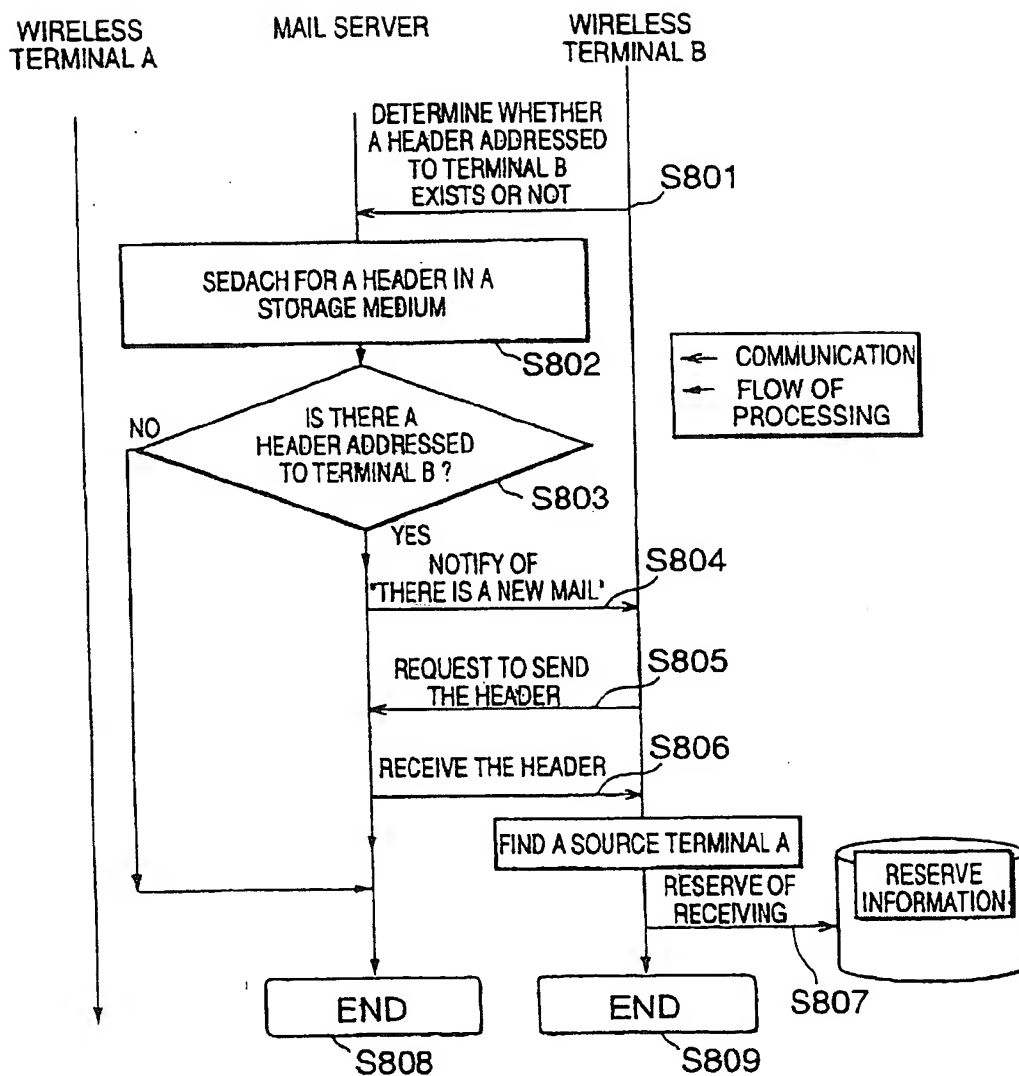 WIRELESS
TERMINAL A
MAIL SERVER
WIRELESS
TERMINAL B
DETERMINE WHETHER
A HEADER ADDRESSED
TO TERMINAL B
EXISTS OR NOT
S801
SEDACH FOR A HEADER IN A
STORAGE MEDIUM
S802
COMMUNICATION
FLOW OF
PROCESSING
NO
IS THERE A
HEADER ADDRESSED
TO TERMINAL B ?
S803
YES
NOTIFY OF
"THERE IS A NEW MAIL"
S804
REQUEST TO SEND
THE HEADER
S805
RECEIVE THE HEADER
S806
FIND A SOURCE TERMINAL A
RESERVE OF
RECEIVING
RESERVE
INFORMATION
S807
END
S808
END
S809